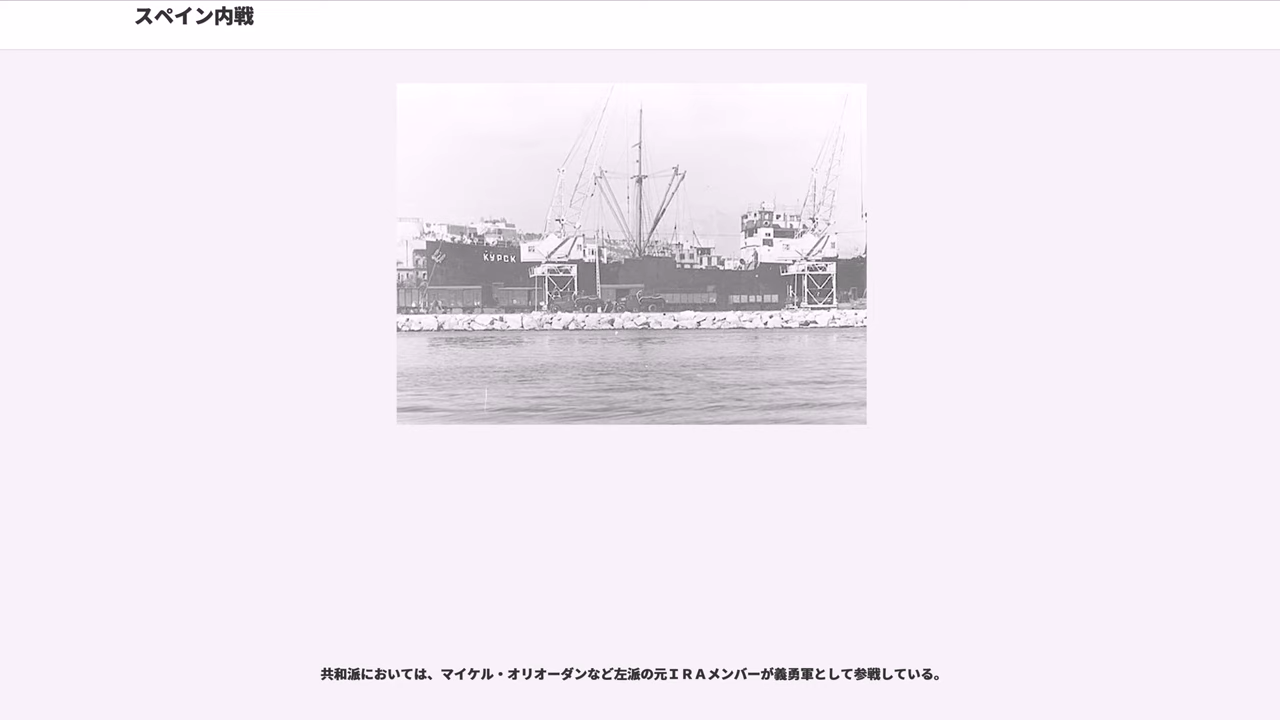 スペイン内戦
КУРСК
共和派においては、マイケル・オリオーダンなど左派の元ＩＲＡメンバーが義勇軍として参戦している。